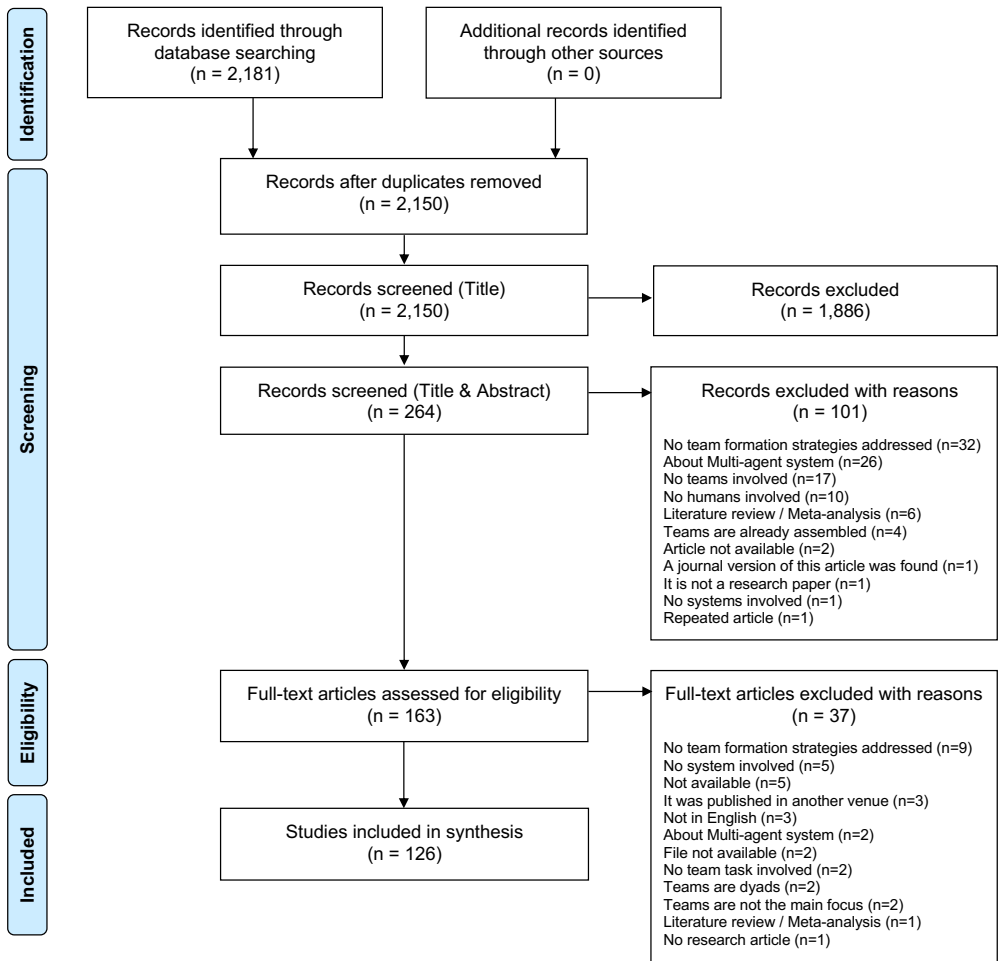 Identification
Records identified through
database searching
(n = 2,181)
Additional records identified
through other sources
(n = 0)
Screening
Records after duplicates removed
(n = 2,150)
Records screened (Title)
(n = 2,150)
Records excluded
(n = 1,886)
Records screened (Title & Abstract)
(n = 264)
Records excluded with reasons
(n = 101)
No team formation strategies addressed (n=32)
About Multi-agent system (n=26)
No teams involved (n=17)
No humans involved (n=10)
Literature review / Meta-analysis (n=6)
Teams are already assembled (n=4)
Article not available (n=2)
A journal version of this article was found (n=1)
It is not a research paper (n=1)
No systems involved (n=1)
Repeated article (n=1)
Eligibility
Full-text articles assessed for eligibility
(n = 163)
Full-text articles excluded with reasons
(n = 37)
No team formation strategies addressed (n=9)
No system involved (n=5)
Not available (n=5)
It was published in another venue (n=3)
Not in English (n=3)
About Multi-agent system (n=2)
File not available (n=2)
No team task involved (n=2)
Teams are dyads (n=2)
Teams are not the main focus (n=2)
Literature review / Meta-analysis (n=1)
No research article (n=1)
Included
Studies included in synthesis
(n = 126)